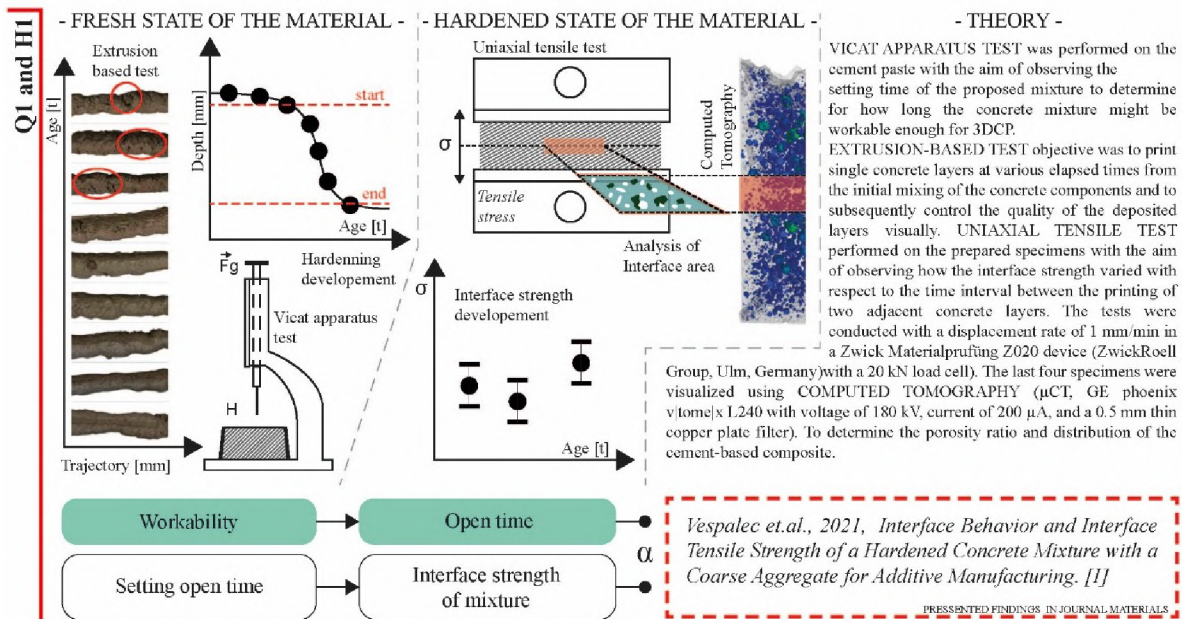 Q1 and H1
- FRESH STATE OF THE MATERIAL -
Extrusion
based test
Age [t]
Trajectory [mm]
Depth [mm]
start
end
Age [t]
Hardenning
developement
Fg
Vicat apparatus
test
H
- HARDENED STATE OF THE MATERIAL -
Uniaxial tensile test
σ
Tensile
stress
Computed
Tomography
Analysis of
Interface area
σ
Interface strength
developement
Age [t]
- THEORY -
VICAT APPARATUS TEST was performed on the
cement paste with the aim of observing the
setting time of the proposed mixture to determine
for how long the concrete mixture might be
workable enough for 3DCP.
EXTRUSION-BASED TEST objective was to print
single concrete layers at various elapsed times from
the initial mixing of the concrete components and to
subsequently control the quality of the deposited
layers visually. UNIAXIAL TENSILE TEST
performed on the prepared specimens with the aim
of observing how the interface strength varied with
respect to the time interval between the printing of
two adjacent concrete layers. The tests were
conducted with a displacement rate of 1 mm/min in
a Zwick Materialprufüng Z020 device (ZwickRoell
Group, Ulm, Germany)with a 20 kN load cell). The last four specimens were
visualized using COMPUTED TOMOGRAPHY (μCT, GE phoenix
v|tome|x L240 with voltage of 180 kV, current of 200 μA, and a 0.5 mm thin
copper plate filter). To determine the porosity ratio and distribution of the
cement-based composite.
Workability
Open time
Setting open time
Interface strength
of mixture
α
Vespalec et.al., 2021, Interface Behavior and Interface
Tensile Strength of a Hardened Concrete Mixture with a
Coarse Aggregate for Additive Manufacturing. [I]
PRESSENTED FINDINGS IN JOURNAL MATERIALS